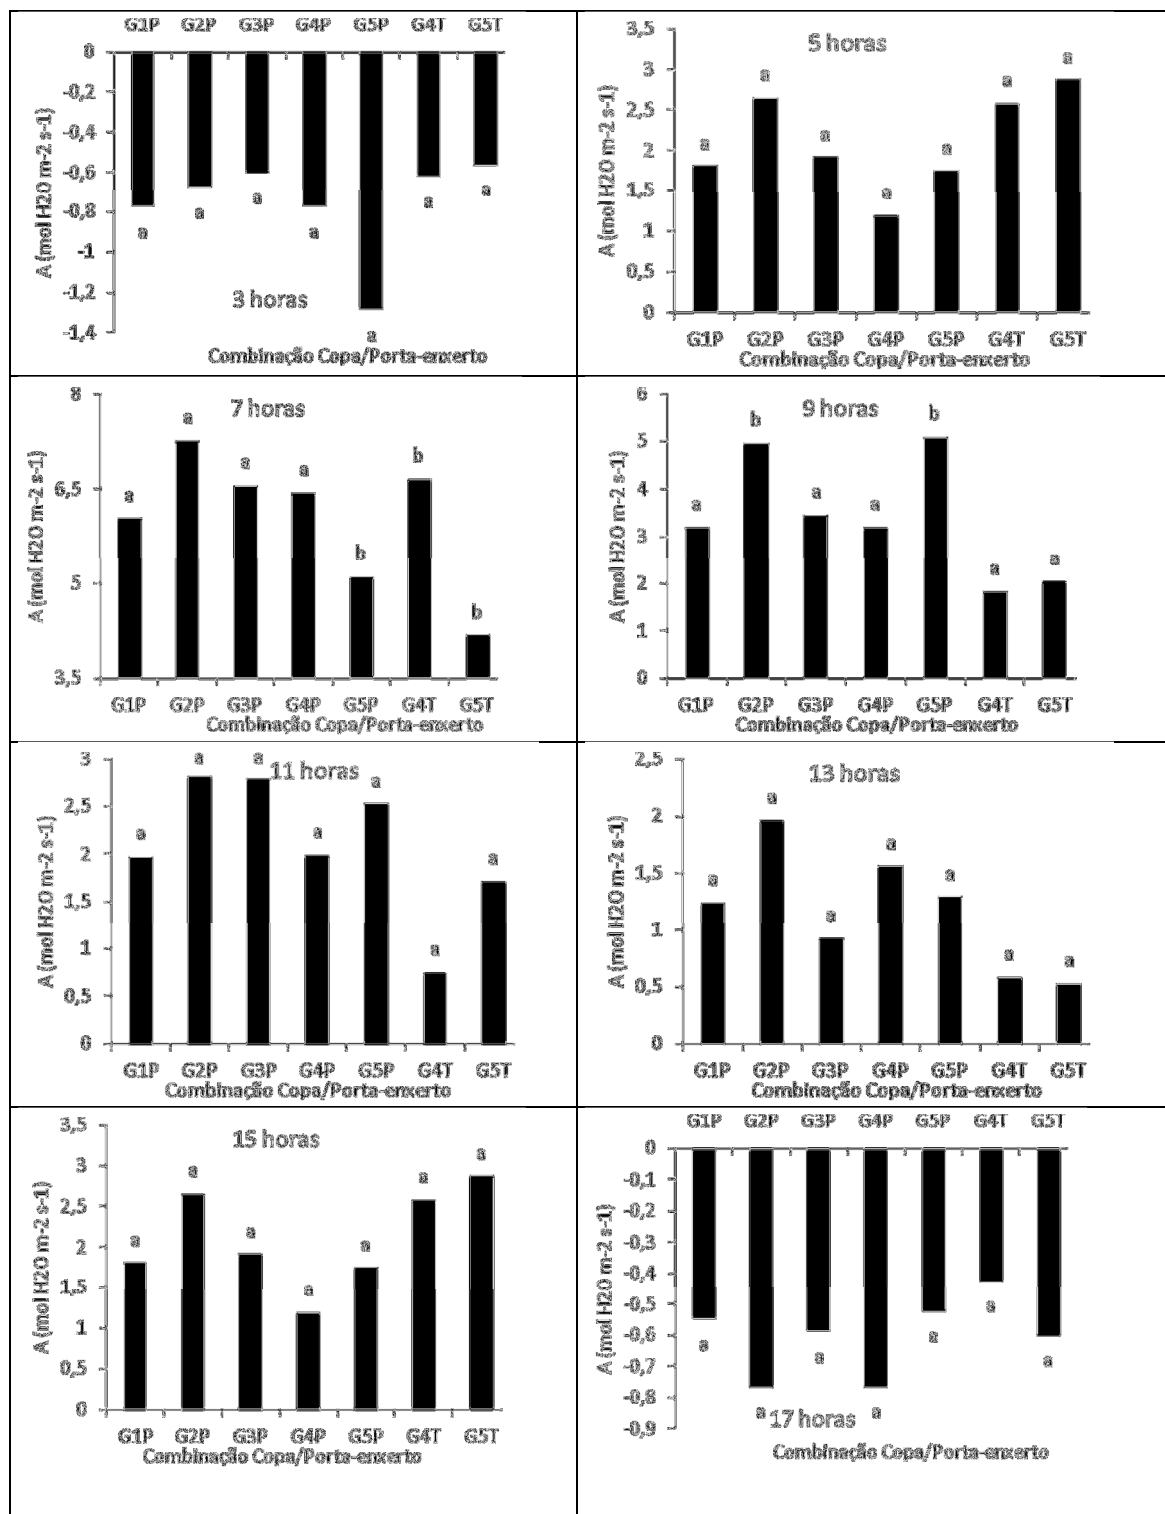 G1P G2P G3P G4P G5P G4T G5T
0
-0,2
-0,4
-0,6
-0,8
-1
-1,2
-1,4
A (mol H2O m-2 s-1)
a a a a a a a
3 horas
Combinação Copa/Porta-enxerto
5 horas
3,5
3
2,5
2
1,5
1
0,5
0
A (mol H2O m-2 s-1)
a a a a a a a
G1P G2P G3P G4P G5P G4T G5T
Combinação Copa/Porta-enxerto
7 horas
8
6,5
5
3,5
A (mol H2O m-2 s-1)
a a a a b b b
G1P G2P G3P G4P G5P G4T G5T
Combinação Copa/Porta-enxerto
9 horas
6
5
4
3
2
1
0
A (mol H2O m-2 s-1)
a b a a b a a
G1P G2P G3P G4P G5P G4T G5T
Combinação Copa/Porta-enxerto
11 horas
3
2,5
2
1,5
1
0,5
0
A (mol H2O m-2 s-1)
a a a a a a a
G1P G2P G3P G4P G5P G4T G5T
Combinação Copa/Porta-enxerto
13 horas
2,5
2
1,5
1
0,5
0
A (mol H2O m-2 s-1)
a a a a a a a
G1P G2P G3P G4P G5P G4T G5T
Combinação Copa/Porta-enxerto
15 horas
3,5
3
2,5
2
1,5
1
0,5
0
A (mol H2O m-2 s-1)
a a a a a a a
G1P G2P G3P G4P G5P G4T G5T
Combinação Copa/Porta-enxerto
G1P G2P G3P G4P G5P G4T G5T
0
-0,1
-0,2
-0,3
-0,4
-0,5
-0,6
-0,7
-0,8
-0,9
A (mol H2O m-2 s-1)
a a a a a a a
17 horas
Combinação Copa/Porta-enxerto